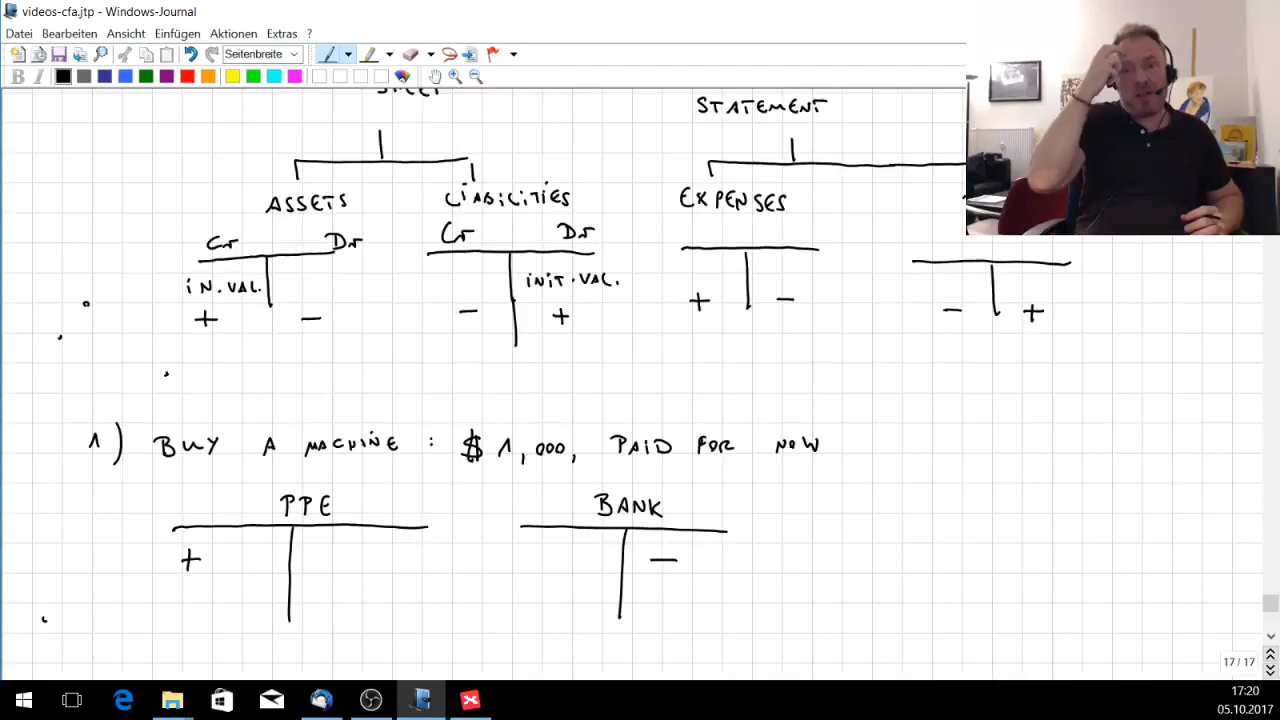 videos-cfa.jtp - Windows-Journal
Datei Bearbeiten Ansicht Einfügen Aktionen Extras ?
Seitenbreite
B I
STATEMENT
ASSETS LIABILITIES EXPENSES
Cr Dr Cr Dr
IN.VAL. INIT.VAL.
+ - - + + - - +
1) BUY A MACHINE : $ 1,000, PAID FOR NOW
PPE BANK
+ -
17 / 17
17:20
05.10.2017